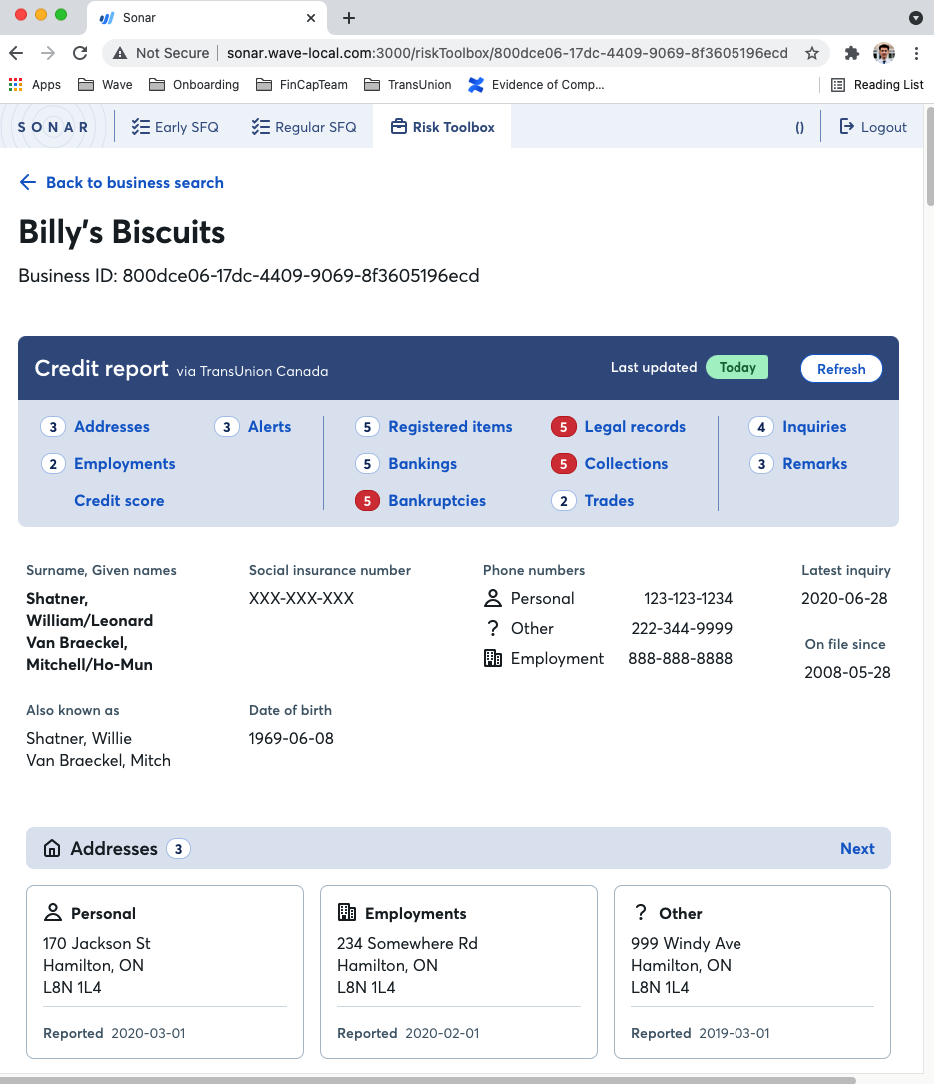 Sonar
Not Secure sonar.wave-local.com:3000/riskToolbox/800dce06-17dc-4409-9069-8f3605196ecd
Apps Wave Onboarding FinCapTeam TransUnion Evidence of Comp... Reading List
SONAR Early SFQ Regular SFQ Risk Toolbox () Logout
Back to business search
Billy's Biscuits
Business ID: 800dce06-17dc-4409-9069-8f3605196ecd
Credit report via TransUnion Canada Last updated Today Refresh
3 Addresses 3 Alerts 5 Registered items 5 Legal records 4 Inquiries
2 Employments 5 Bankings 5 Collections 3 Remarks
Credit score 5 Bankruptcies 2 Trades
Surname, Given names Social insurance number Phone numbers Latest inquiry
Shatner, XXX-XXX-XXX Personal 123-123-1234 2020-06-28
William/Leonard
Van Braeckel, ? Other 222-344-9999 On file since
Mitchell/Ho-Mun Employment 888-888-8888 2008-05-28
Also known as Date of birth
Shatner, Willie 1969-06-08
Van Braeckel, Mitch
Addresses 3 Next
Personal Employments ? Other
170 Jackson St 234 Somewhere Rd 999 Windy Ave
Hamilton, ON Hamilton, ON Hamilton, ON
L8N 1L4 L8N 1L4 L8N 1L4
Reported 2020-03-01 Reported 2020-02-01 Reported 2019-03-01